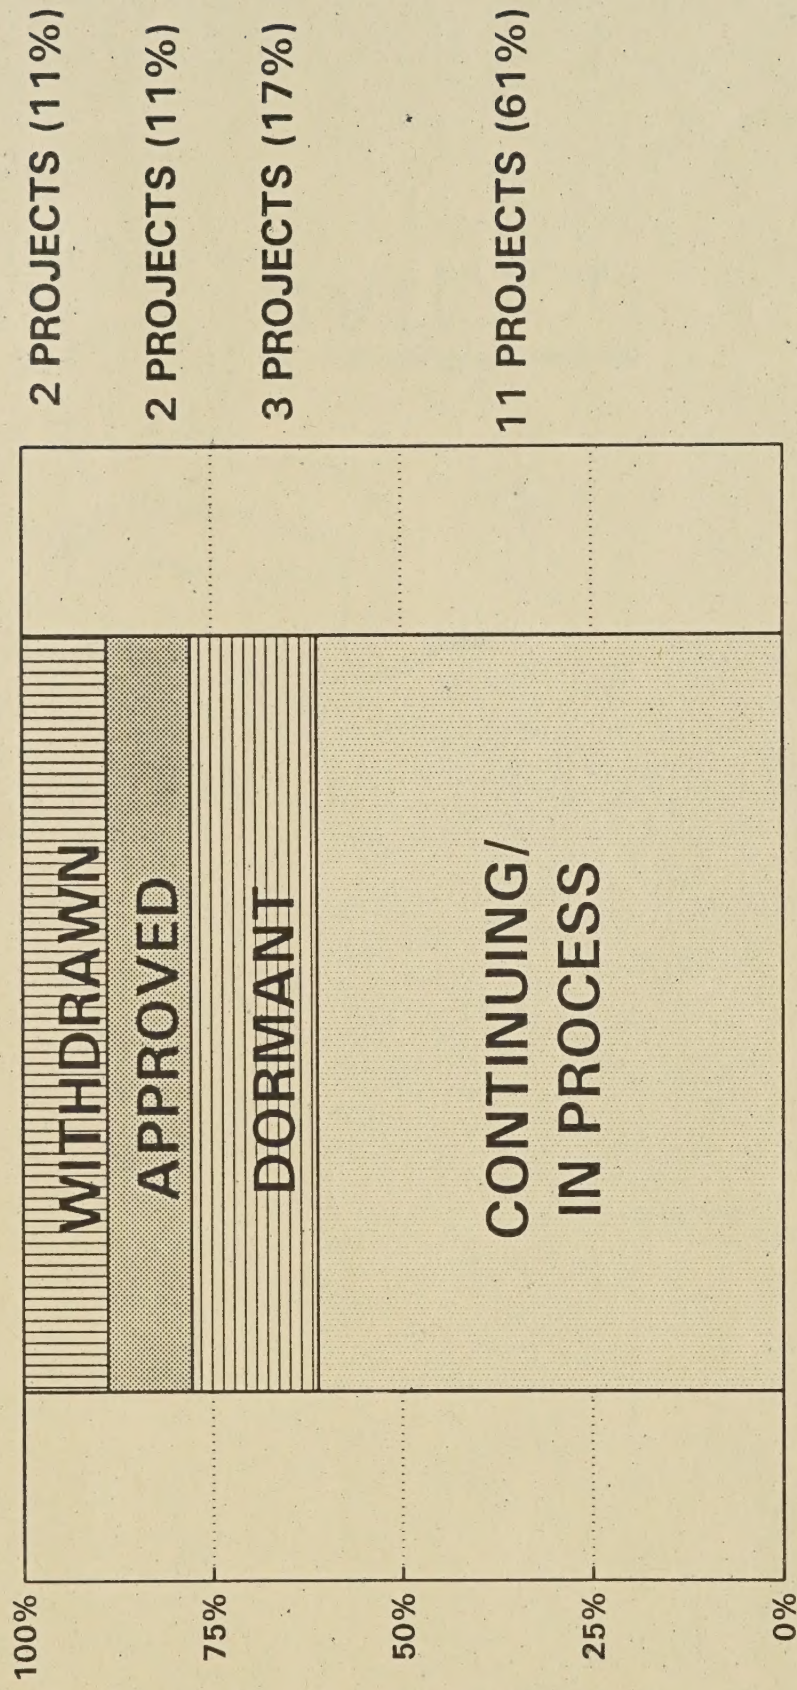 100%
75%
50%
25%
0%
WITHDRAWN
APPROVED
DORMANT
CONTINUING/
IN PROCESS
2 PROJECTS (11%)
2 PROJECTS (11%)
3 PROJECTS (17%)
11 PROJECTS (61%)